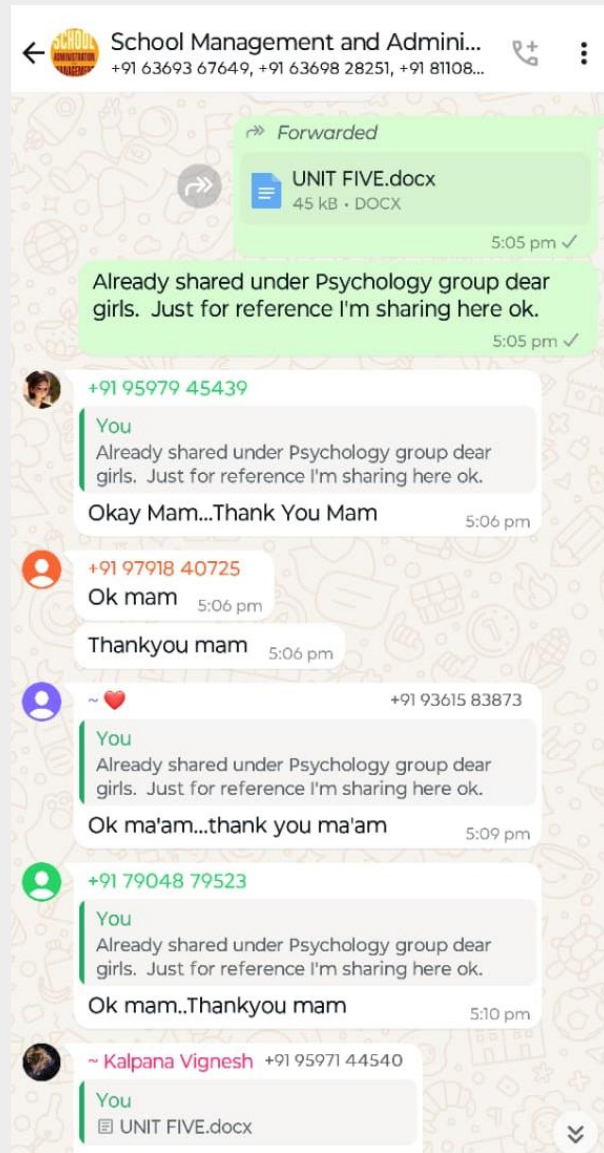 School Management and Admini...
+91 63693 67649, +91 63698 28251, +91 81108...
SCHOOL
ADMINISTRATION
MANAGEMENT
Forwarded
UNIT FIVE.docx
45 kB • DOCX
5:05 pm
Already shared under Psychology group dear
girls. Just for reference I'm sharing here ok.
5:05 pm
+91 95979 45439
You
Already shared under Psychology group dear
girls. Just for reference I'm sharing here ok.
Okay Mam...Thank You Mam 5:06 pm
+91 97918 40725
Ok mam 5:06 pm
Thankyou mam 5:06 pm
~ ❤️ +91 93615 83873
You
Already shared under Psychology group dear
girls. Just for reference I'm sharing here ok.
Ok ma'am...thank you ma'am 5:09 pm
+91 79048 79523
You
Already shared under Psychology group dear
girls. Just for reference I'm sharing here ok.
Ok mam..Thankyou mam 5:10 pm
~ Kalpana Vignesh +91 95971 44540
You
UNIT FIVE.docx